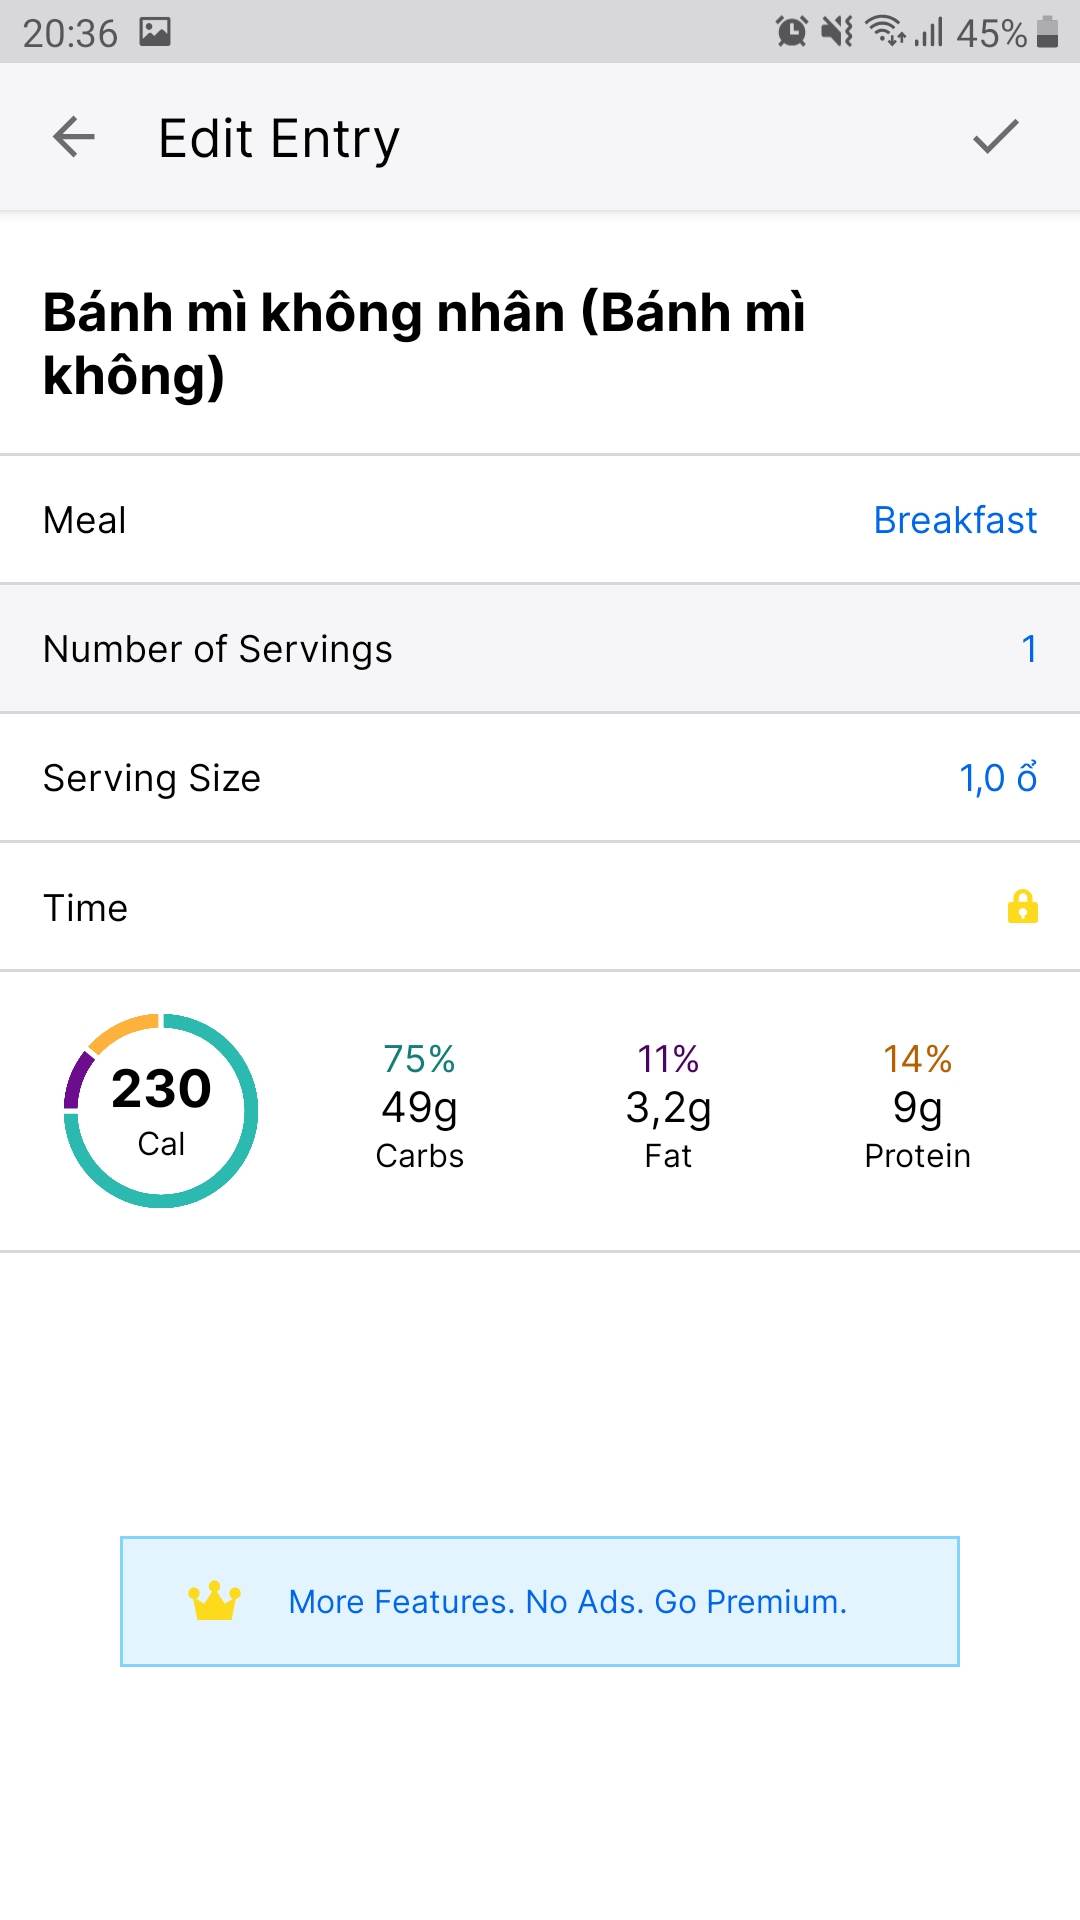 20:36 45%
Edit Entry
Bánh mì không nhân (Bánh mì
không)
Meal Breakfast
Number of Servings 1
Serving Size 1,0 ổ
Time
230
Cal
75% 11% 14%
49g 3,2g 9g
Carbs Fat Protein
More Features. No Ads. Go Premium.